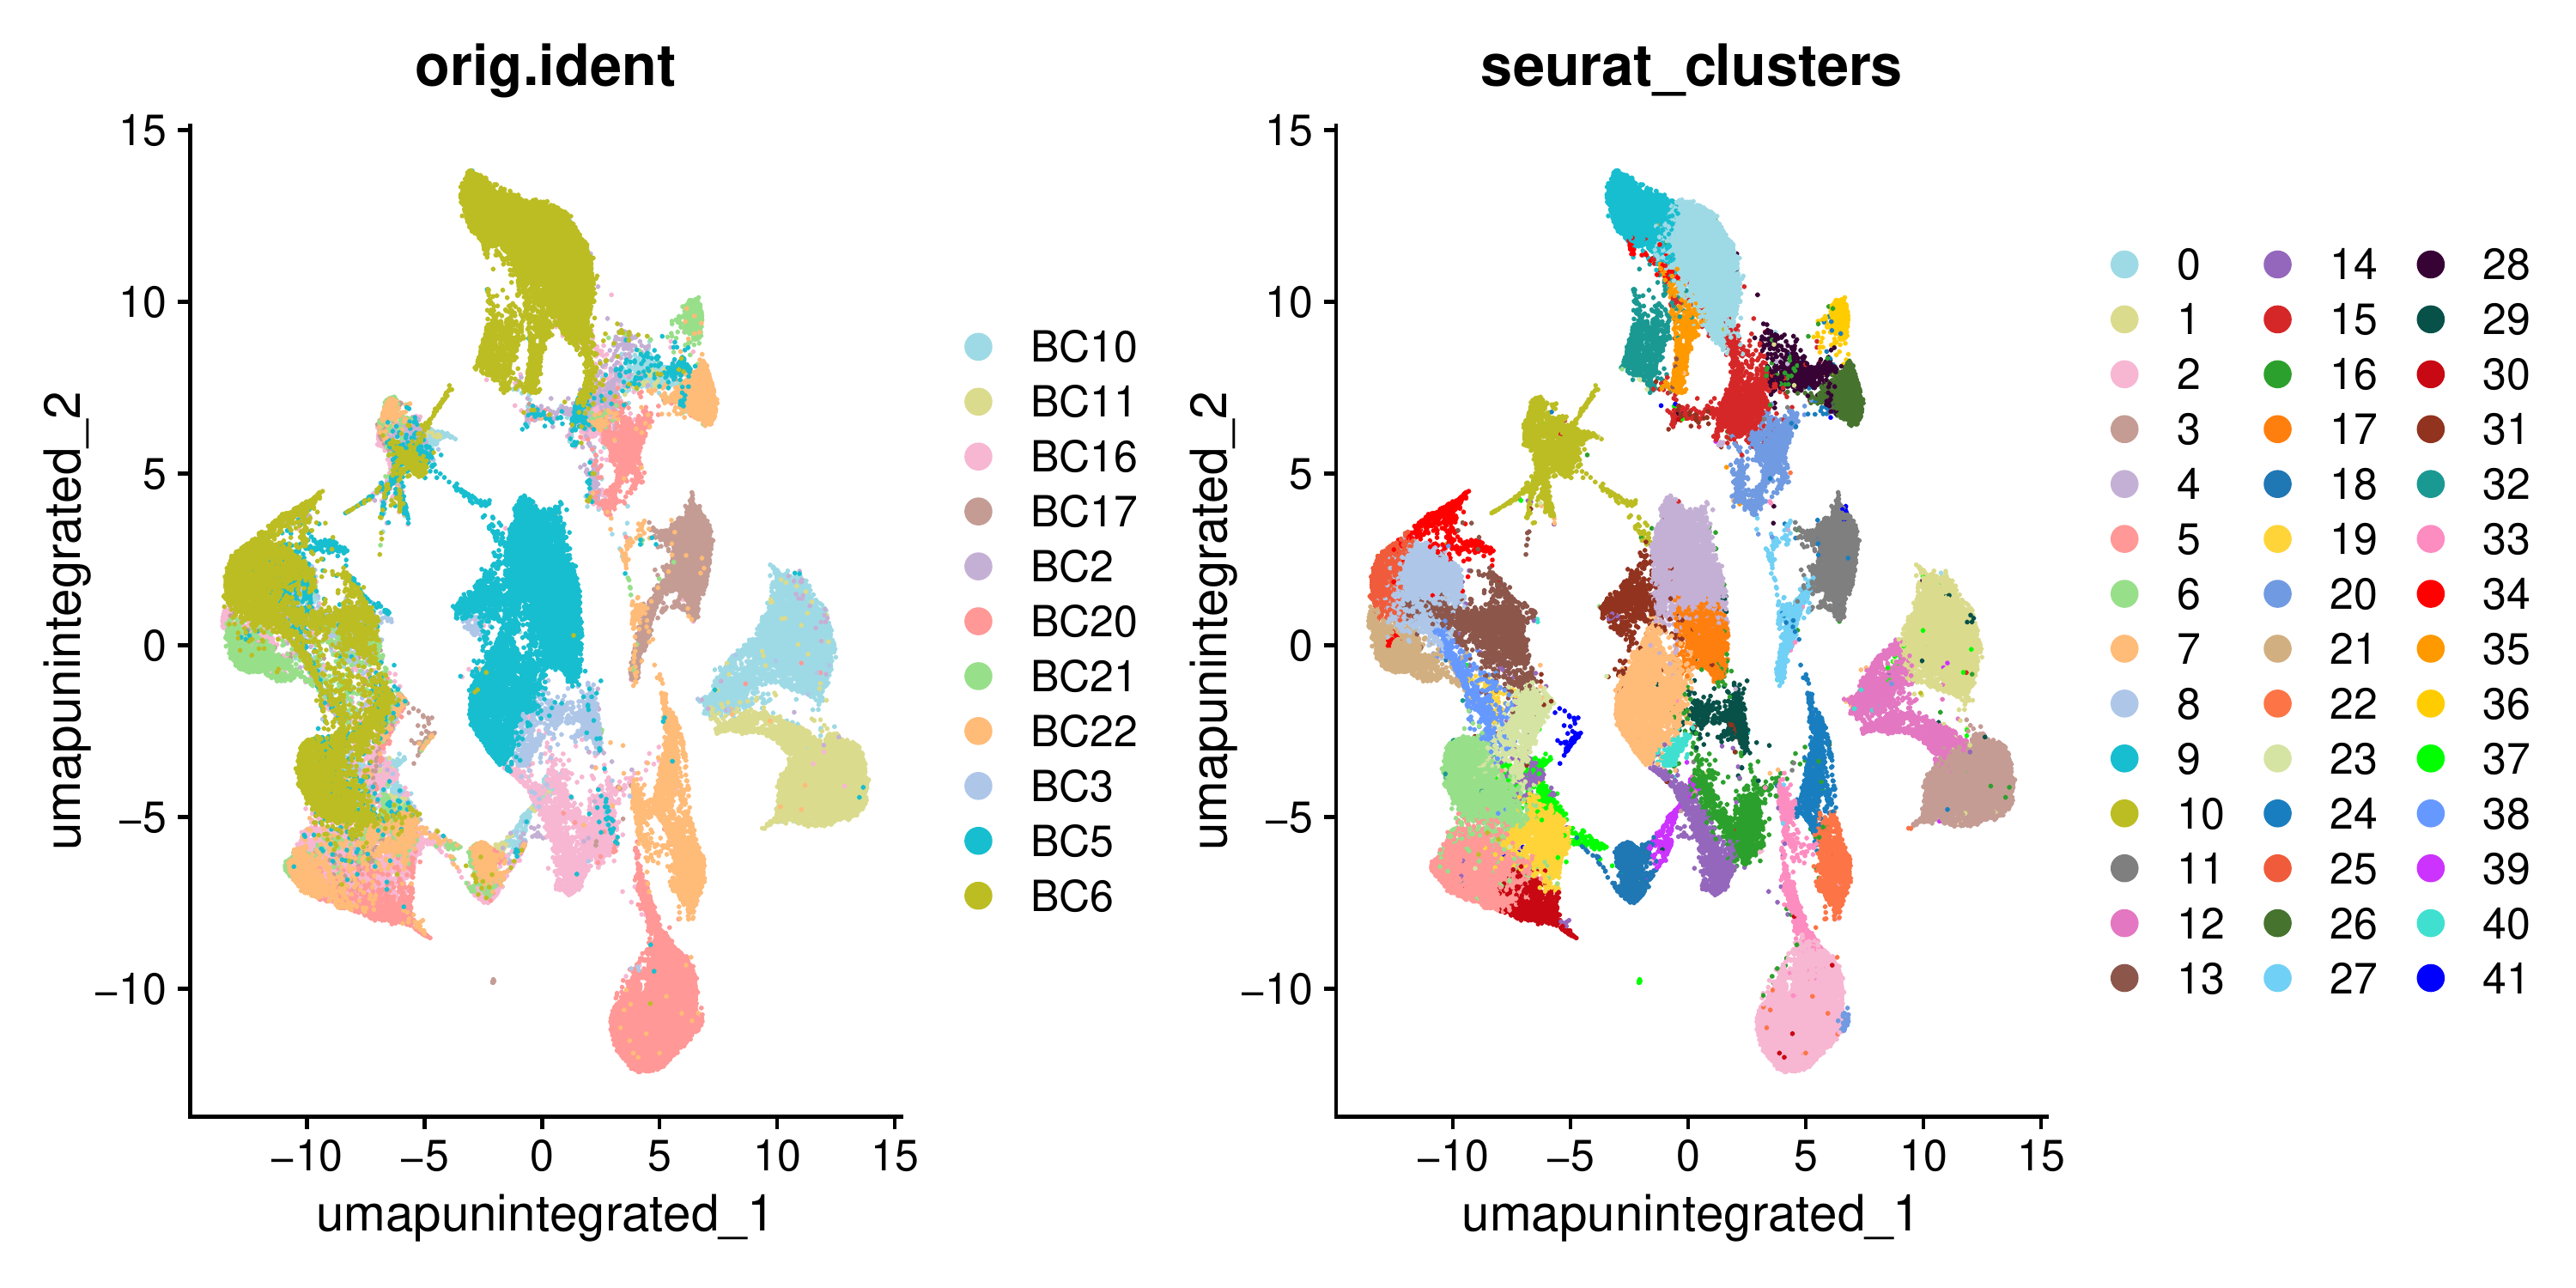 orig.ident
15
10
5
0
−5
−10
umapunintegrated_2
−10 −5 0 5 10 15
umapunintegrated_1
BC10
BC11
BC16
BC17
BC2
BC20
BC21
BC22
BC3
BC5
BC6
seurat_clusters
15
10
5
0
−5
−10
umapunintegrated_2
−10 −5 0 5 10 15
umapunintegrated_1
0 14 28
1 15 29
2 16 30
3 17 31
4 18 32
5 19 33
6 20 34
7 21 35
8 22 36
9 23 37
10 24 38
11 25 39
12 26 40
13 27 41